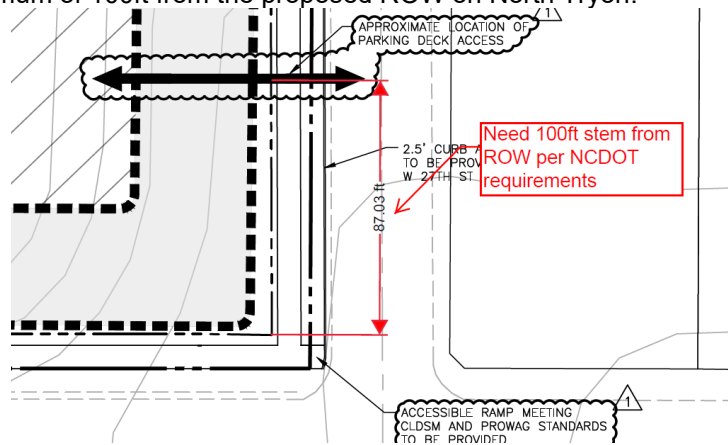 of 100ft from the proposed ROW on North Tryon.
APPROXIMATE LOCATION OF
PARKING DECK ACCESS
1
Need 100ft stem from
ROW per NCDOT
requirements
2.5' CURB
TO BE
W 27TH ST
87.03 ft
1
ACCESSIBLE RAMP MEETING
CLDSM AND PROWAG STANDARDS
TO BE PROVIDED